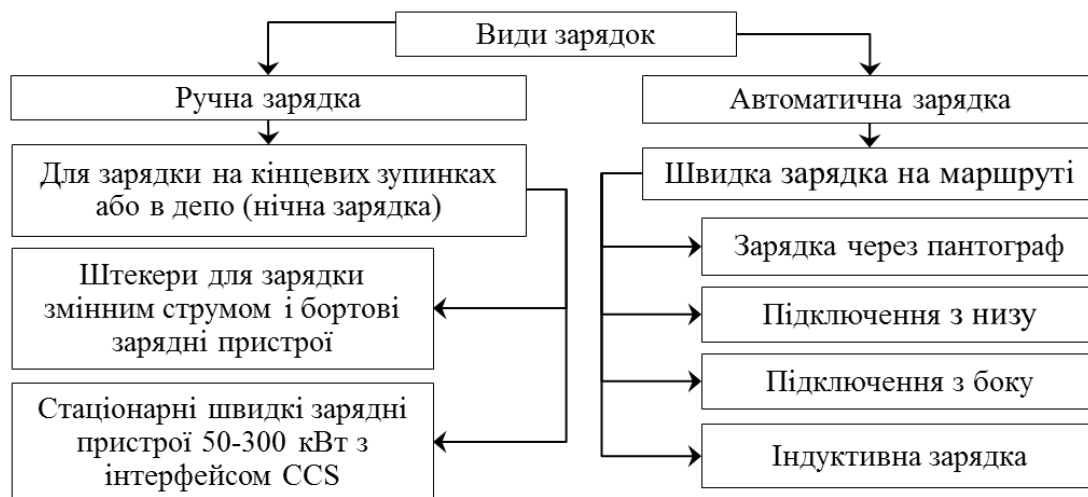 Види зарядок
Ручна зарядка
Для зарядки на кінцевих зупинках
або в депо (нічна зарядка)
Штекери для зарядки
змінним струмом і бортові
зарядні пристрої
Стаціонарні швидкі зарядні
пристрої 50-300 кВт з
інтерфейсом CCS
Автоматична зарядка
Швидка зарядка на маршруті
Зарядка через пантограф
Підключення з низу
Підключення з боку
Індуктивна зарядка